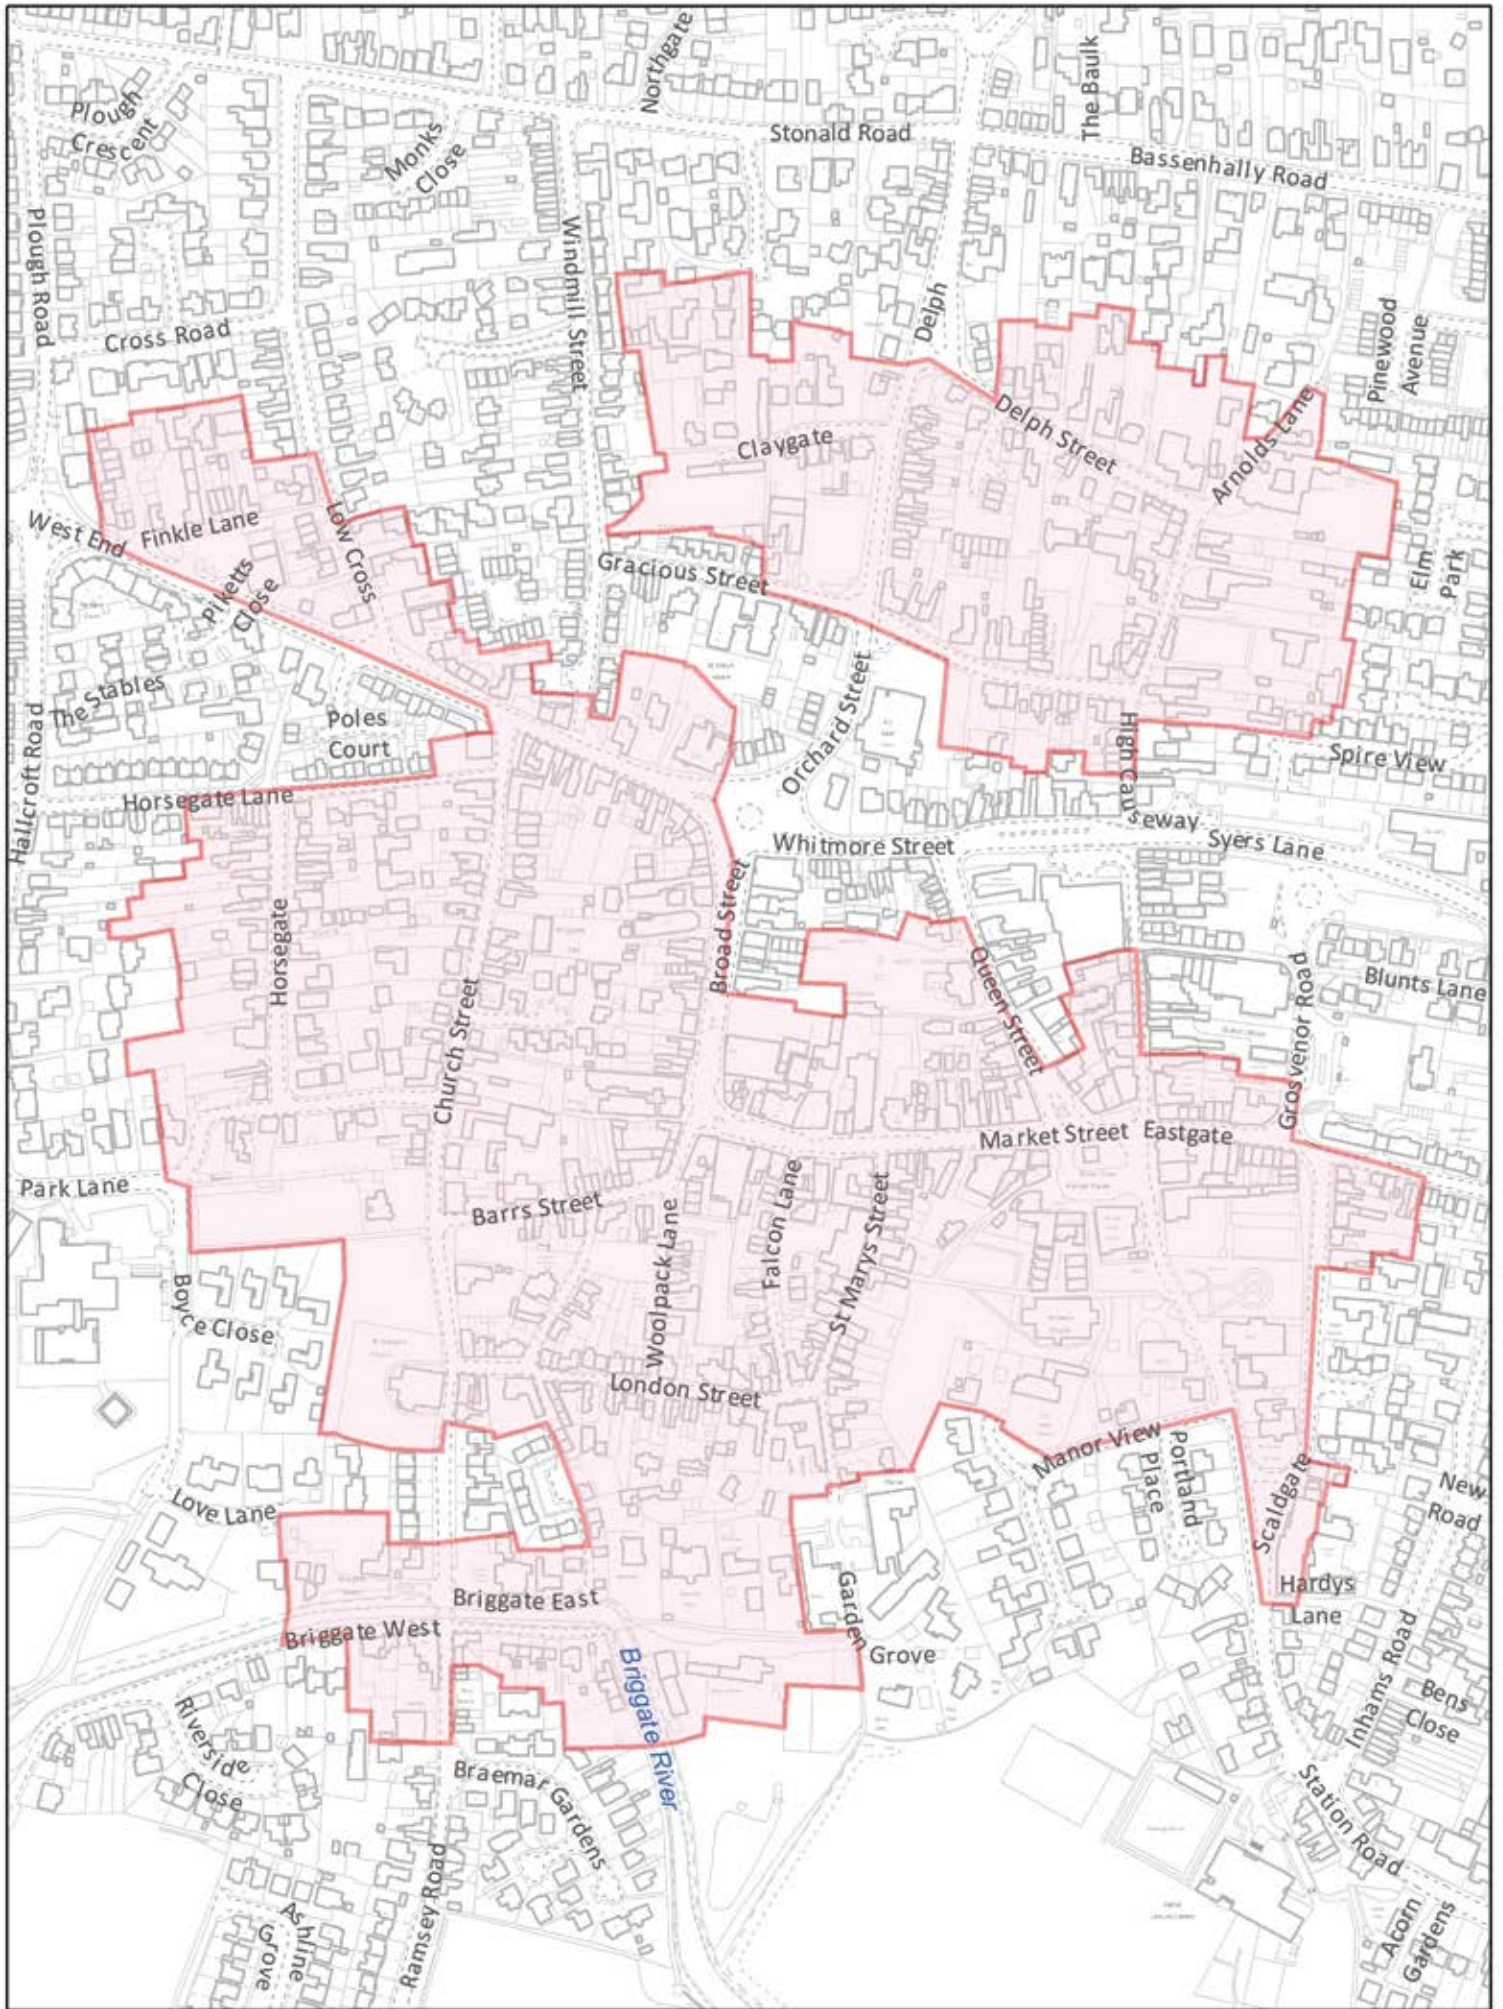 Northgate
The Baulk
Plough
Crescent
Monks
Close
Stonald Road
Bassenhally Road
Plough Road
Windmill Street
Cross Road
Delph
Pinewood
Avenue
Claygate
Delph Street
Arnolds Lane
West End
Finkle Lane
Low Cross
Piketts
Close
Gracious Street
Elm
Park
The Stables
Poles
Court
Orchard Street
High Causeway
Spire View
Hallcroft Road
Horsegate Lane
Whitmore Street
Syers Lane
Horsegate
Broad Street
Queen Street
Grosvenor Road
Blunts Lane
Church Street
Market Street
Eastgate
Park Lane
Barrs Street
Woolpack Lane
Falcon Lane
St Marys Street
Boyce Close
London Street
Manor View
Portland
Place
Scaldgate
New
Road
Love Lane
Briggate East
Briggate West
Garden Grove
Hardys
Lane
Inhams Road
Bens
Close
Briggate River
Riverside
Close
Braemar Gardens
Station Road
Ramsey Road
Ashline
Grove
Acorn
Gardens